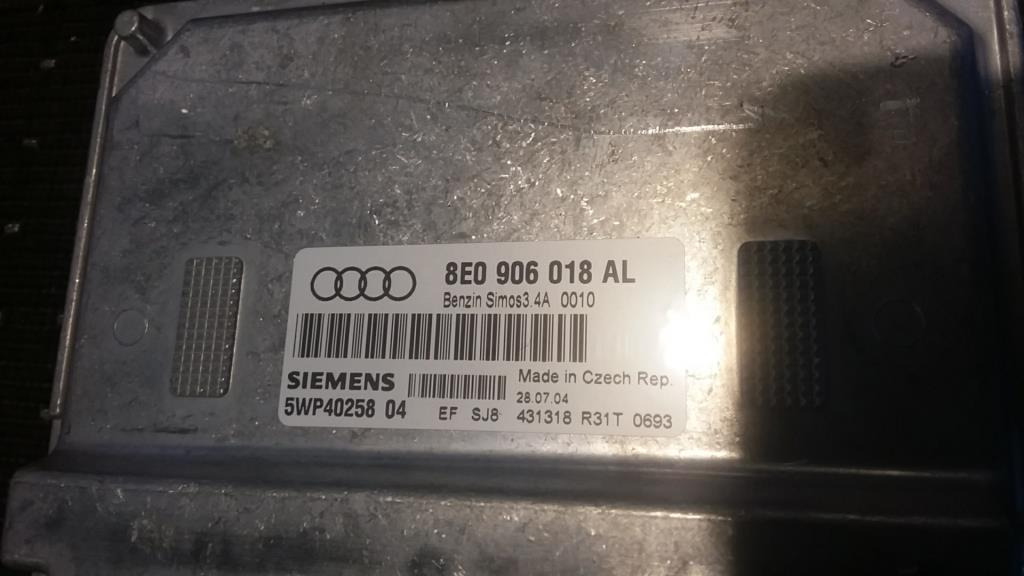 8E0 906 018 AL
Benzin Simos3.4A 0010
SIEMENS
Made in Czech Rep.
28.07.04
5WP40258 04
EF SJ8 431318 R31T 0693